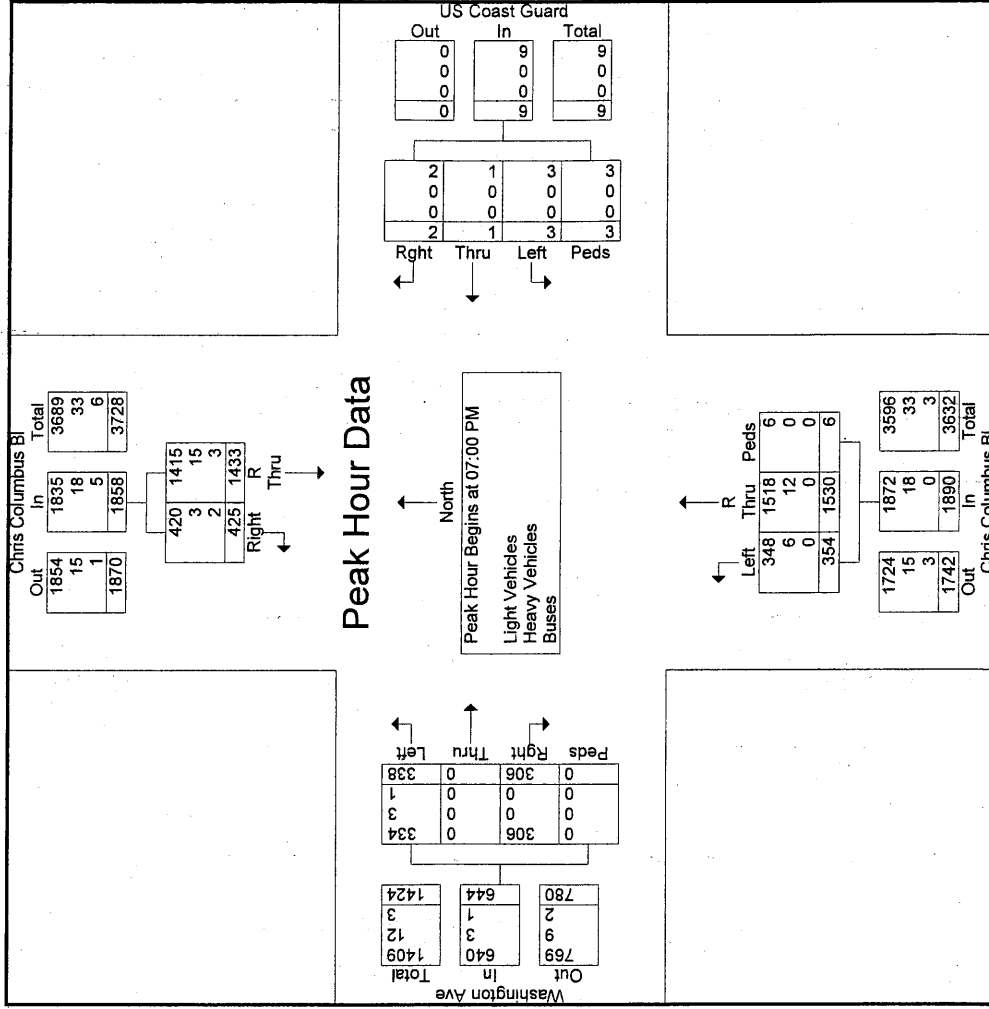 US Coast Guard
Out In Total
0 9 9
0 0 0
0 0 0
0 9 9
2 1 3 3
0 0 0 0
0 0 0 0
2 1 3 3
Rght Thru Left Peds
Chris Columbus Bl
Out In Total
1854 1835 3689
15 18 33
1 5 6
1870 1858 3728
420 1415
3 15
2 3
425 1433
Right R
Thru
Peak Hour Data
North
Peak Hour Begins at 07:00 PM
Light Vehicles
Heavy Vehicles
Buses
R
Left Thru Peds
348 1518 6
6 12 0
0 0 0
354 1530 6
1724 1872 3596
15 18 33
3 0 3
1742 1890 3632
Out In Total
Chris Columbus Bl
Washington Ave
Out In Total
769 640 1409
9 3 12
2 1 3
780 644 1424
0 306 0 334
0 0 0 3
0 0 0 1
0 306 0 338
Peds Rght Thru Left